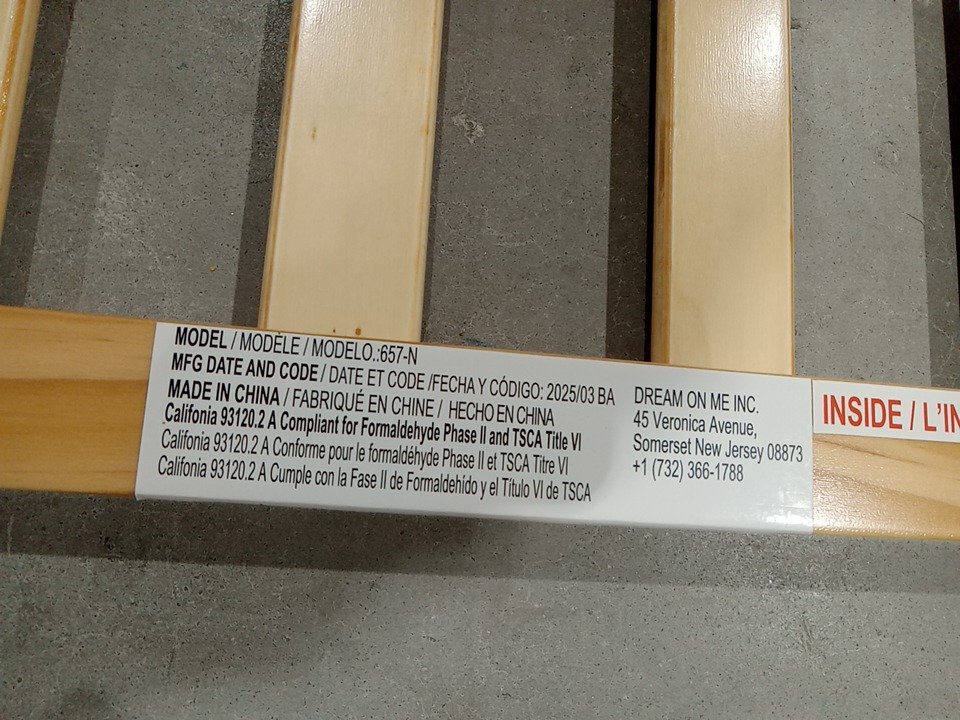 MODEL / MODÈLE / MODELO.:657-N
MFG DATE AND CODE / DATE ET CODE /FECHA Y CÓDIGO: 2025/03 BA
MADE IN CHINA / FABRIQUÉ EN CHINE / HECHO EN CHINA
Califonia 93120.2 A Compliant for Formaldehyde Phase II and TSCA Title VI
Califonia 93120.2 A Conforme pour le formaldéhyde Phase II et TSCA Titre VI
Califonia 93120.2 A Cumple con la Fase II de Formaldehído y el Título VI de TSCA
DREAM ON ME INC.
45 Veronica Avenue,
Somerset New Jersey 08873
+1 (732) 366-1788
INSIDE / L'IN